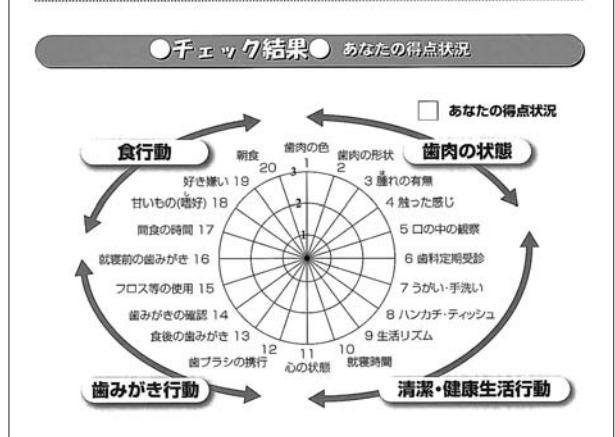 ●チェック結果● あなたの得点状況
あなたの得点状況
食行動
歯肉の状態
歯みがき行動
清潔・健康生活行動
歯肉の色
1
歯肉の形状
2
3 腫れの有無
は
4 触った感じ
5 口の中の観察
6 歯科定期受診
7 うがい・手洗い
8 ハンカチ・ティッシュ
9 生活リズム
10
就寝時間
11
心の状態
12
歯ブラシの携行
食後の歯みがき 13
歯みがきの確認 14
フロス等の使用 15
就寝前の歯みがき 16
間食の時間 17
し
甘いもの(嗜好) 18
好き嫌い 19
朝食
20
3
2
1